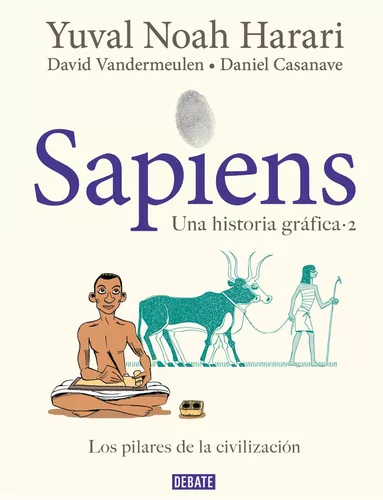 Yuval Noah Harari
David Vandermeulen • Daniel Casanave
Sapiens
Una historia gráfica·2
Los pilares de la civilización
DEBATE